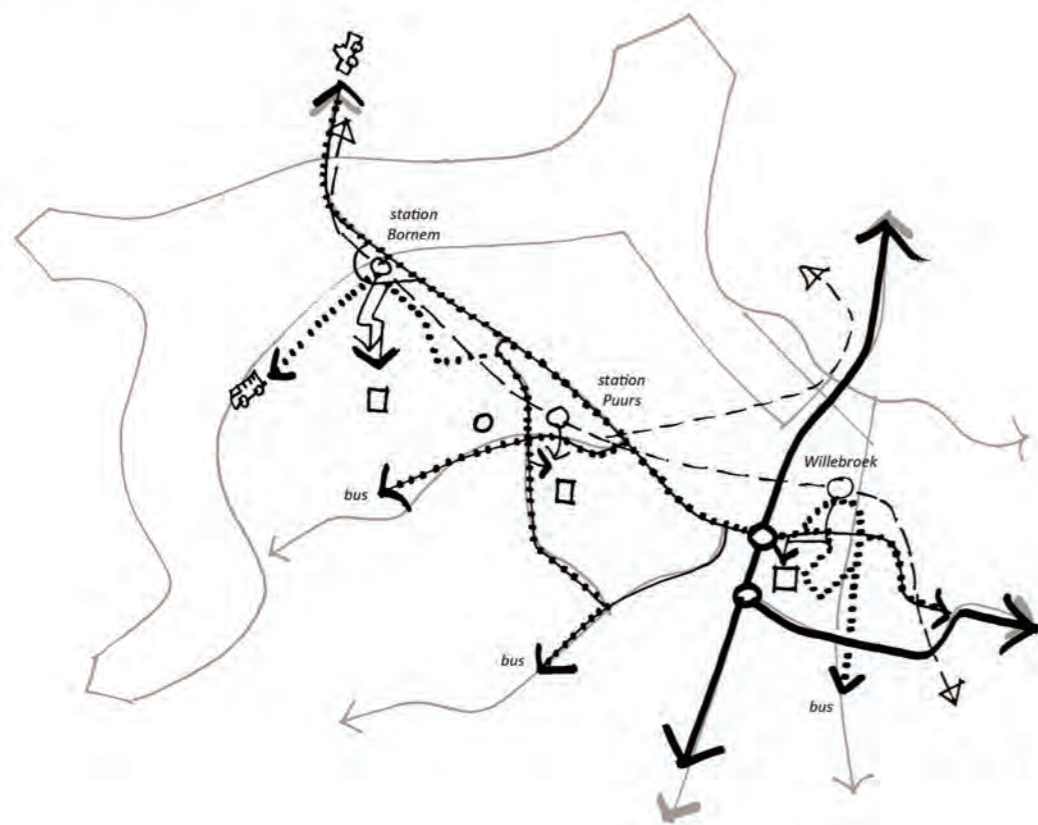 station
Bornem
station
Puurs
Willebroek
bus
bus
bus